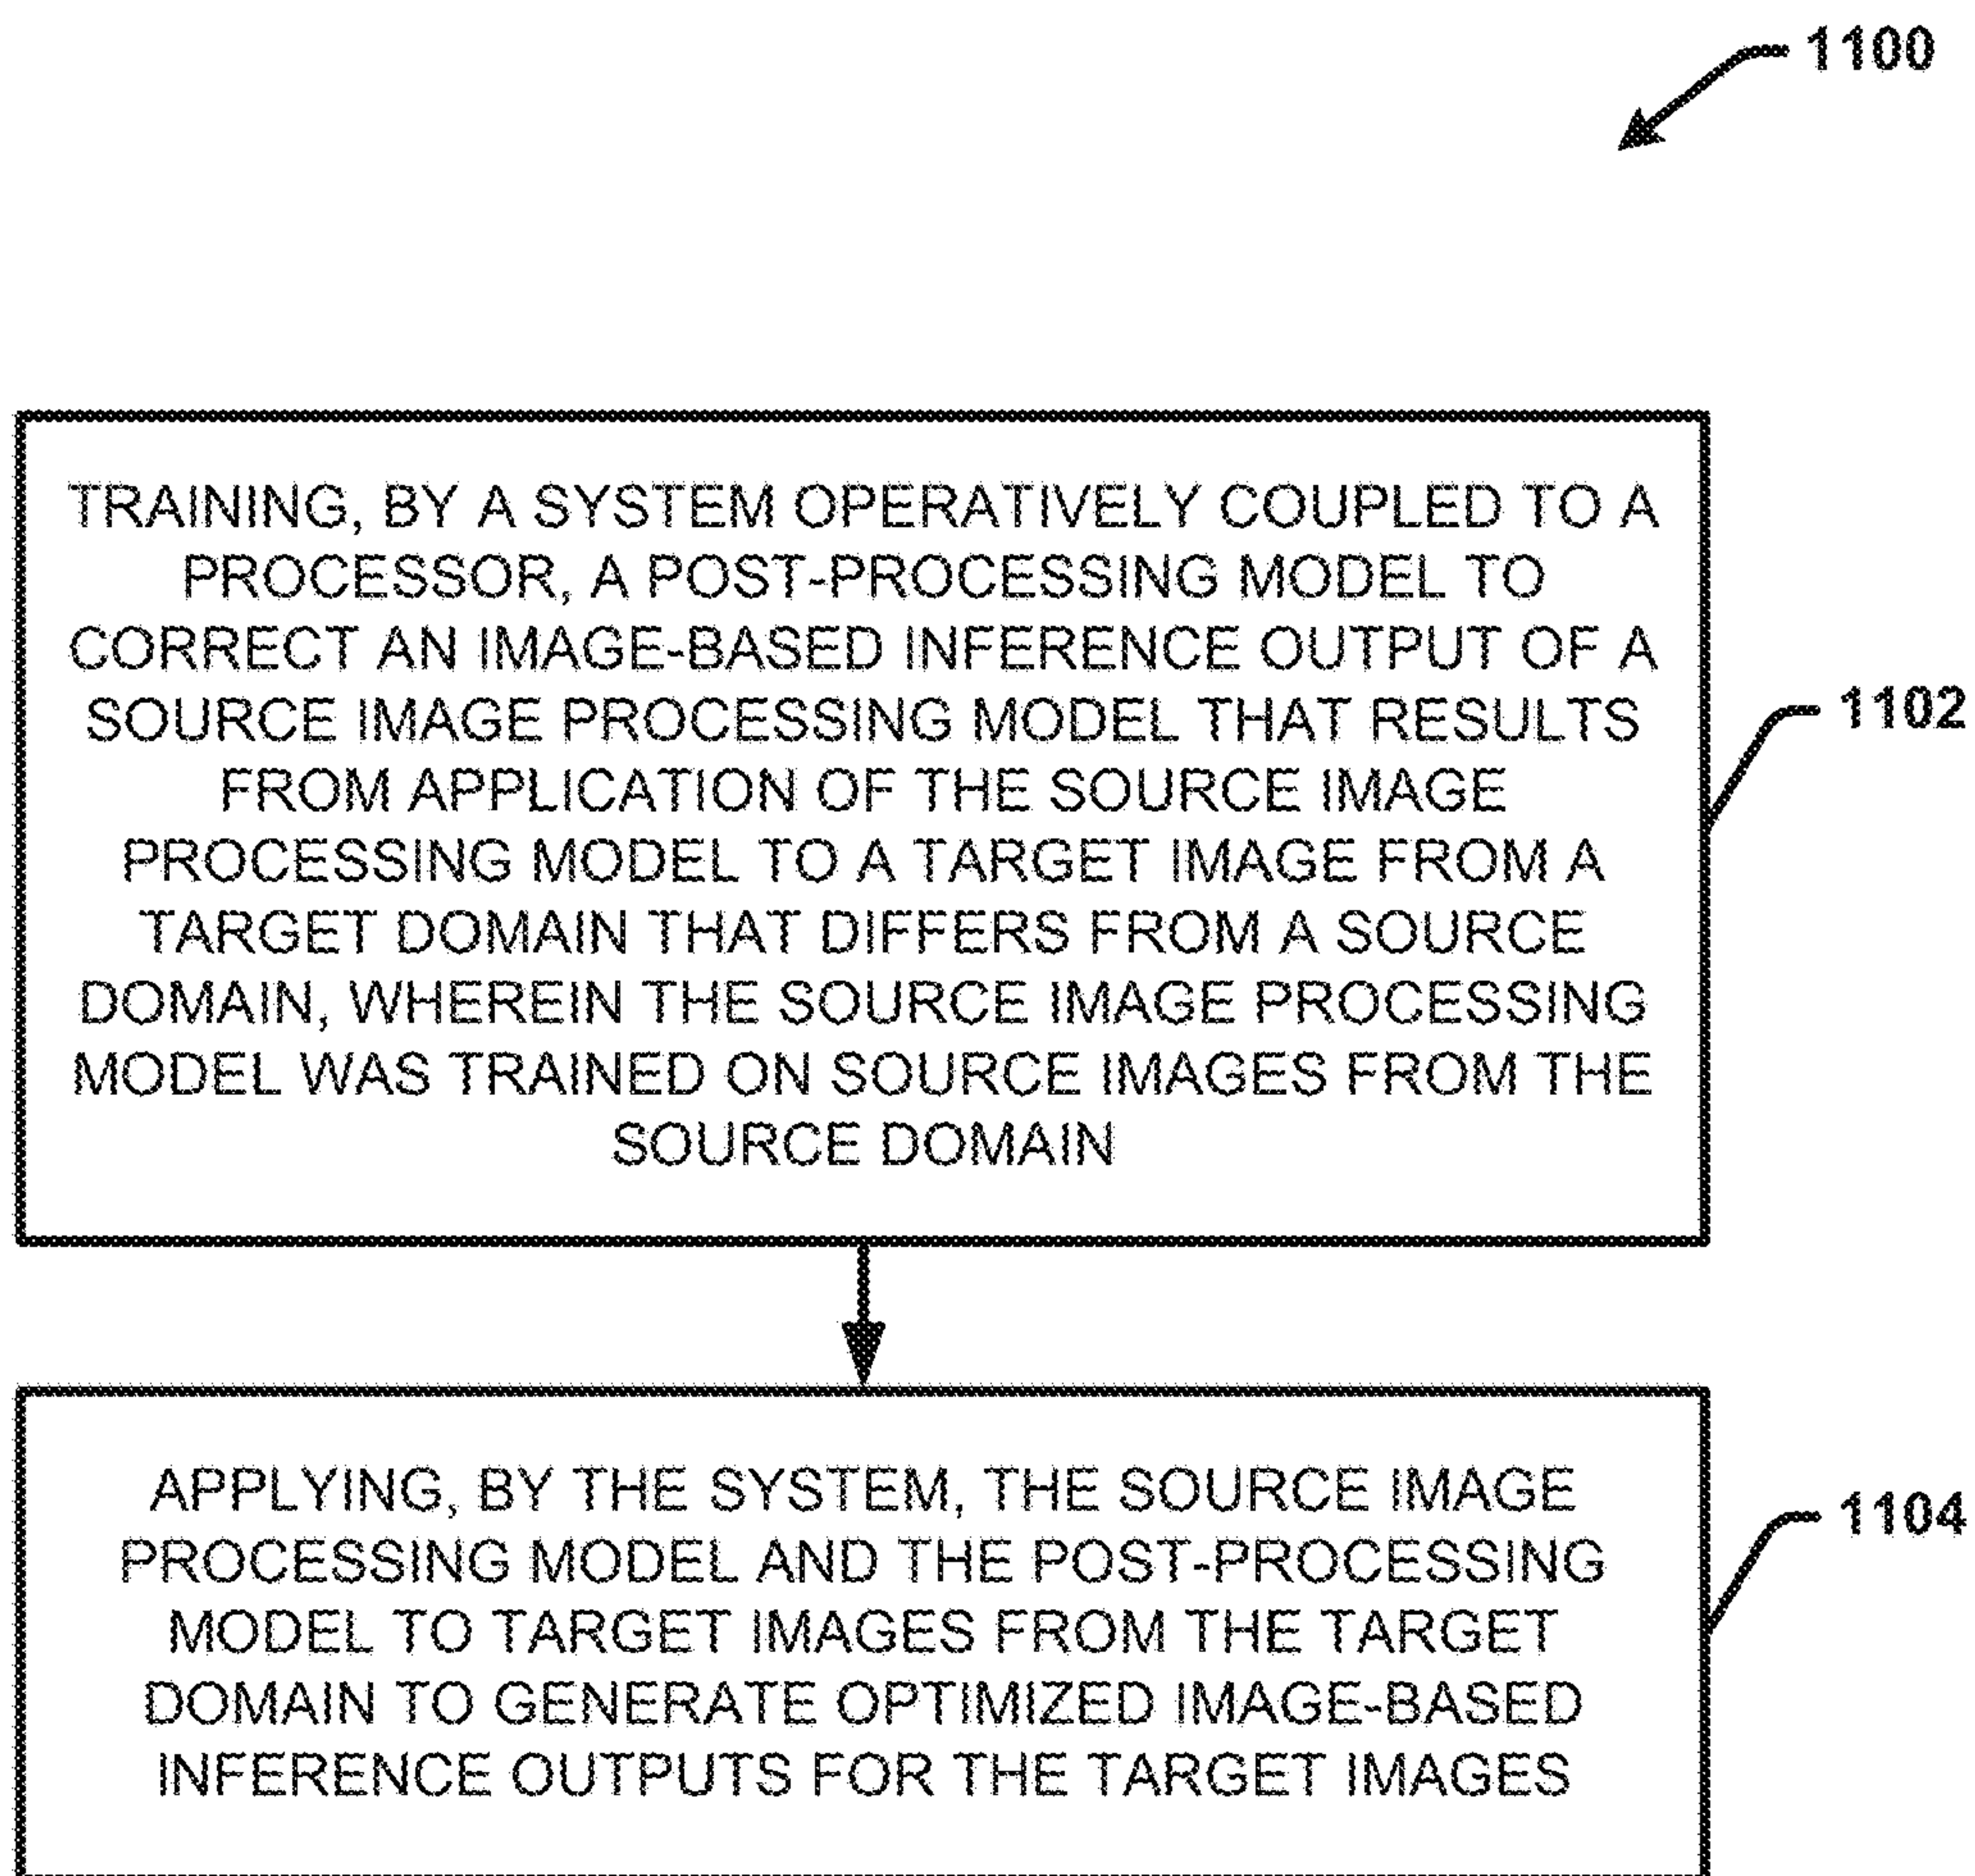 1100
TRAINING, BY A SYSTEM OPERATIVELY COUPLED TO A
PROCESSOR, A POST-PROCESSING MODEL TO
CORRECT AN IMAGE-BASED INFERENCE OUTPUT OF A
SOURCE IMAGE PROCESSING MODEL THAT RESULTS
FROM APPLICATION OF THE SOURCE IMAGE
PROCESSING MODEL TO A TARGET IMAGE FROM A
TARGET DOMAIN THAT DIFFERS FROM A SOURCE
DOMAIN, WHEREIN THE SOURCE IMAGE PROCESSING
MODEL WAS TRAINED ON SOURCE IMAGES FROM THE
SOURCE DOMAIN
1102
APPLYING, BY THE SYSTEM, THE SOURCE IMAGE
PROCESSING MODEL AND THE POST-PROCESSING
MODEL TO TARGET IMAGES FROM THE TARGET
DOMAIN TO GENERATE OPTIMIZED IMAGE-BASED
INFERENCE OUTPUTS FOR THE TARGET IMAGES
1104